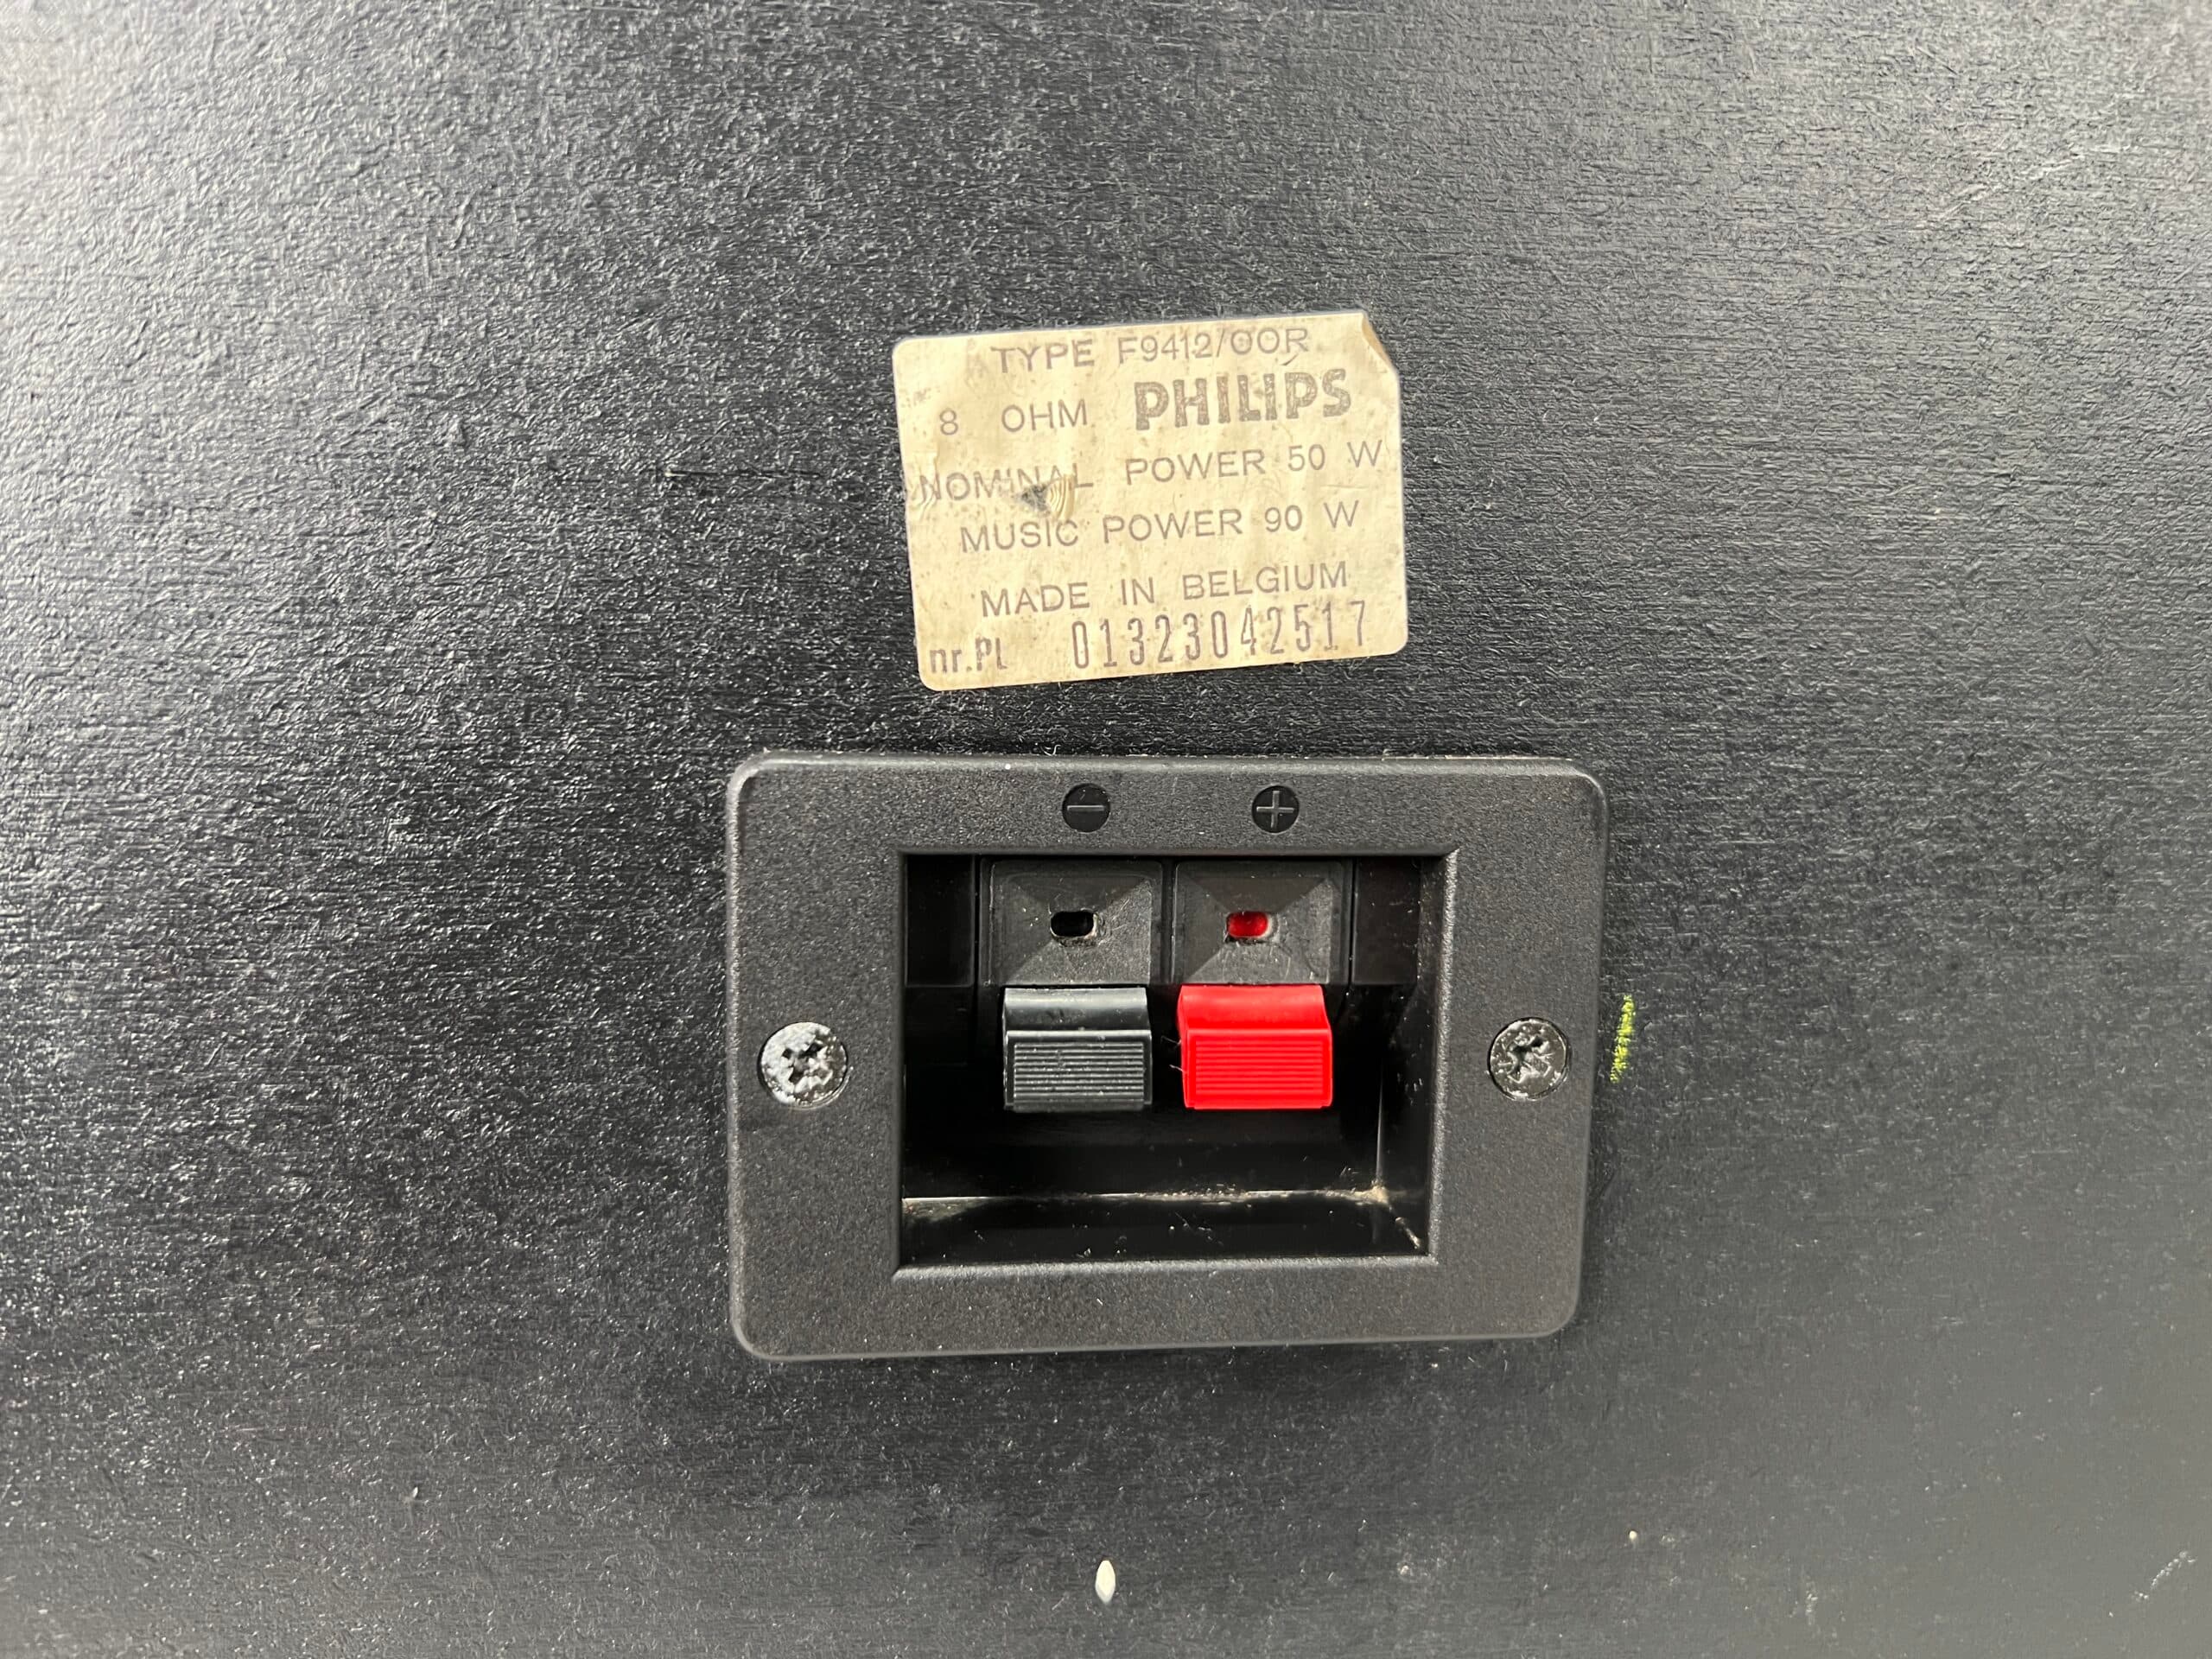 TYPE F9412/00R
8 OHM PHILIPS
NOMINAL POWER 50 W
MUSIC POWER 90 W
MADE IN BELGIUM
nr.PL 01323042517
− +